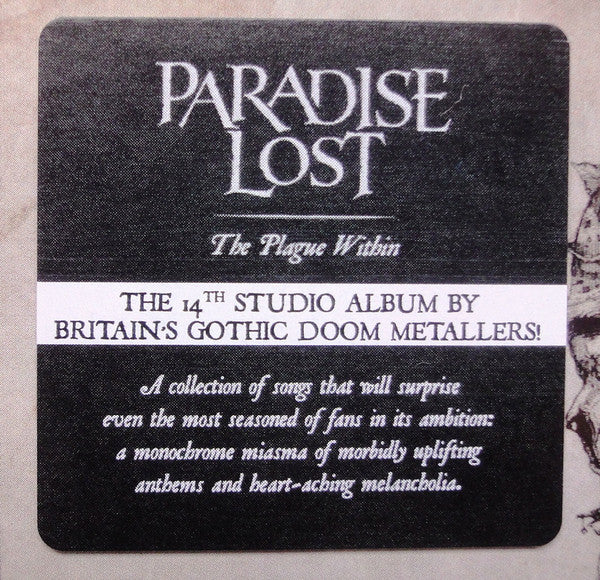 PARADISE
LOST
The Plague Within
THE 14TH STUDIO ALBUM BY
BRITAIN'S GOTHIC DOOM METALLERS!
A collection of songs that will surprise
even the most seasoned of fans in its ambition:
a monochrome miasma of morbidly uplifting
anthems and heart-aching melancholia.